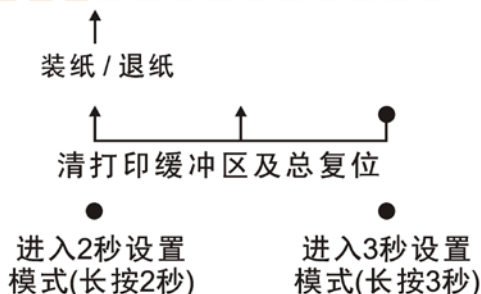 装纸 / 退纸
清打印缓冲区及总复位
进入2秒设置
模式(长按2秒)
进入3秒设置
模式(长按3秒)